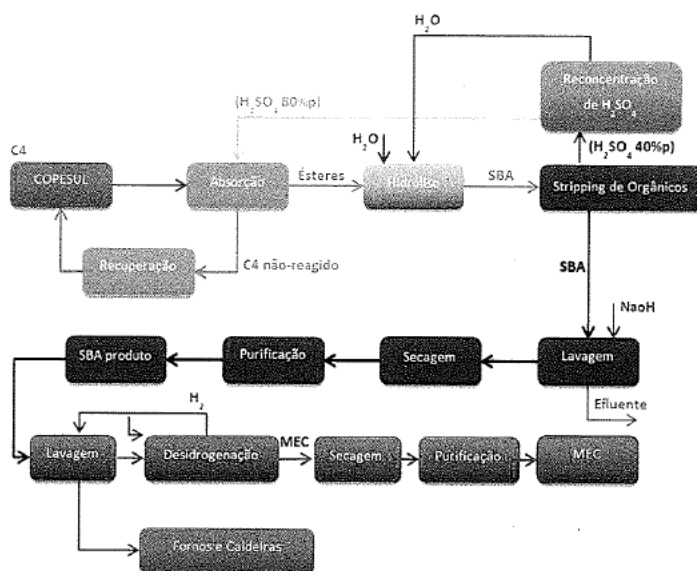 H₂O
Reconcentração
de H₂SO₄
(H₂SO₄ 80%p)
H₂O
(H₂SO₄ 40%p)
C4
COPESUL
Absorção
Ésteres
Hidrólise
SBA
Stripping de Orgânicos
Recuperação
C4 não-reagido
SBA
NaoH
SBA produto
Purificação
Secagem
Lavagem
Efluente
H₂
Lavagem
Desidrogenação
MEC
Secagem
Purificação
MEC
Fornos e Caldeiras